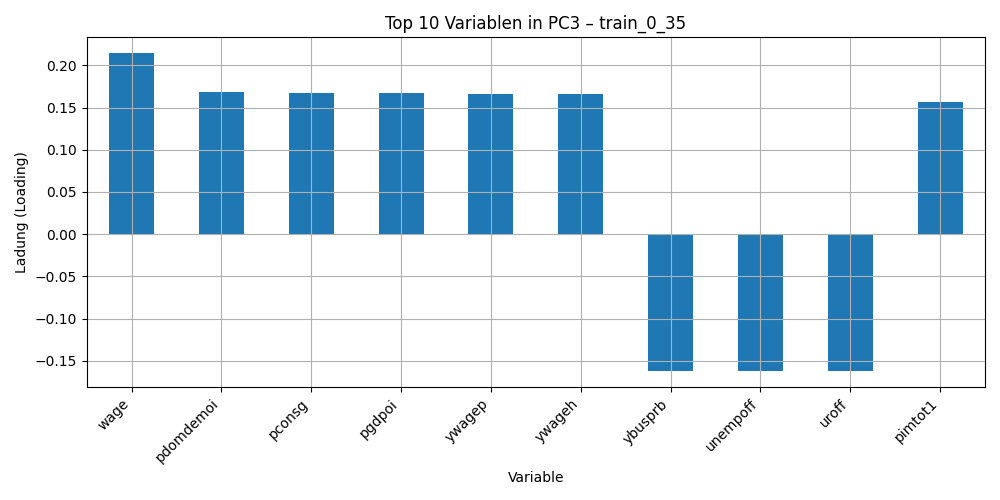 Top 10 Variablen in PC3 – train_0_35
Ladung (Loading)
0.20
0.15
0.10
0.05
0.00
−0.05
−0.10
−0.15
wage
pdomdemoi
pconsg
pgdpoi
ywagep
ywageh
ybusprb
unempoff
uroff
pimtot1
Variable